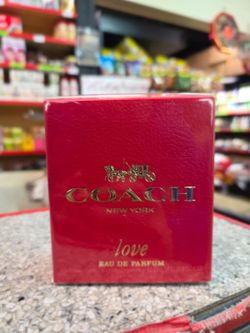 COACH
NEW YORK
love
EAU DE PARFUM